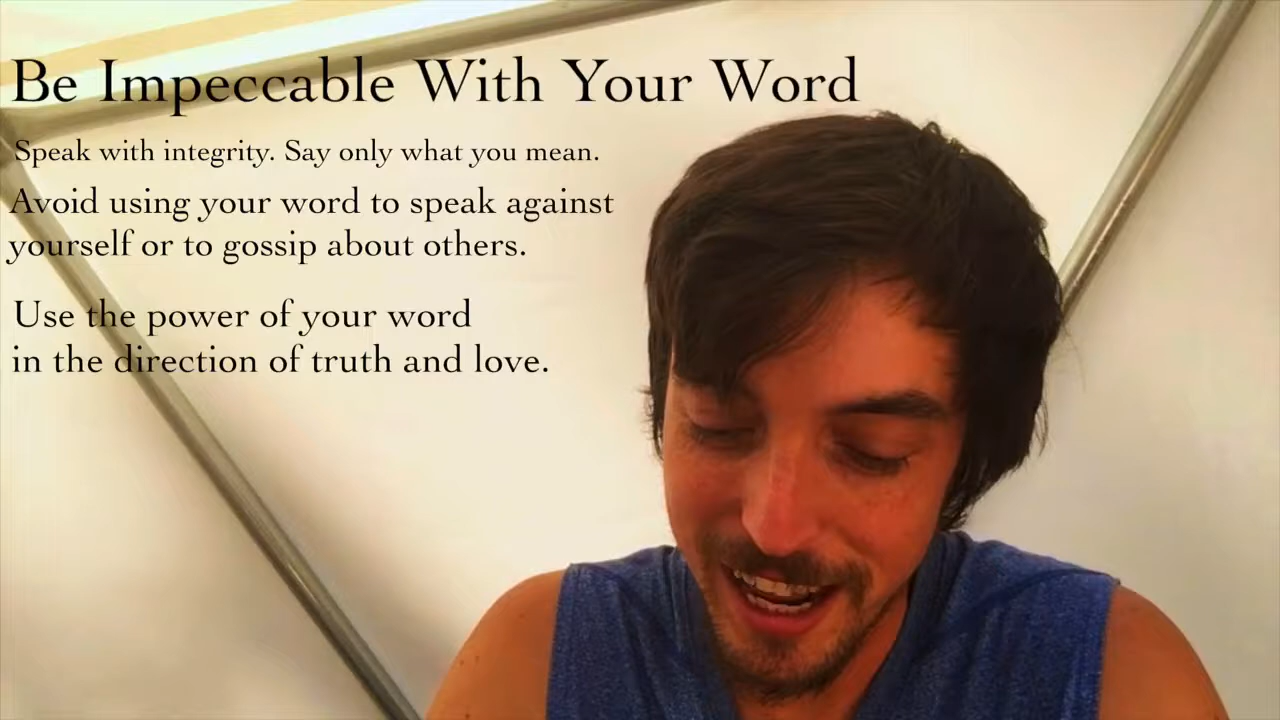 Be Impeccable With Your Word
Speak with integrity. Say only what you mean.
Avoid using your word to speak against
yourself or to gossip about others.
Use the power of your word
in the direction of truth and love.